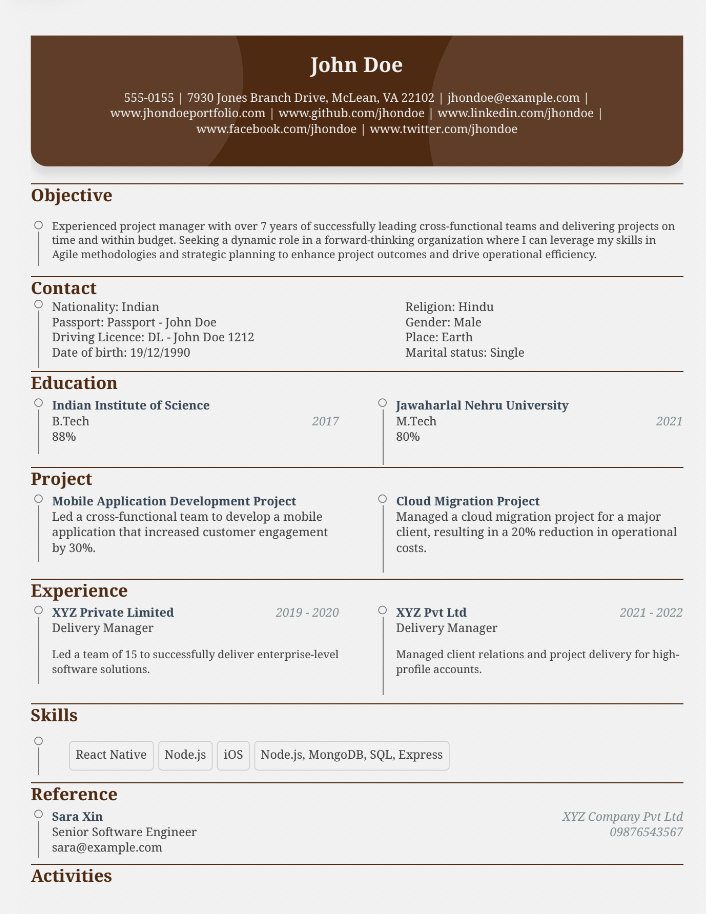 John Doe
555-0155 | 7930 Jones Branch Drive, McLean, VA 22102 | jhondoe@example.com |
www.jhondoeportfolio.com | www.github.com/jhondoe | www.linkedin.com/jhondoe |
www.facebook.com/jhondoe | www.twitter.com/jhondoe
Objective
Experienced project manager with over 7 years of successfully leading cross-functional teams and delivering projects on
time and within budget. Seeking a dynamic role in a forward-thinking organization where I can leverage my skills in
Agile methodologies and strategic planning to enhance project outcomes and drive operational efficiency.
Contact
Nationality: Indian
Passport: Passport - John Doe
Driving Licence: DL - John Doe 1212
Date of birth: 19/12/1990
Religion: Hindu
Gender: Male
Place: Earth
Marital status: Single
Education
Indian Institute of Science
B.Tech 2017
88%
Jawaharlal Nehru University
M.Tech 2021
80%
Project
Mobile Application Development Project
Led a cross-functional team to develop a mobile
application that increased customer engagement
by 30%.
Cloud Migration Project
Managed a cloud migration project for a major
client, resulting in a 20% reduction in operational
costs.
Experience
XYZ Private Limited 2019 - 2020
Delivery Manager
Led a team of 15 to successfully deliver enterprise-level
software solutions.
XYZ Pvt Ltd 2021 - 2022
Delivery Manager
Managed client relations and project delivery for high-
profile accounts.
Skills
React Native Node.js iOS Node.js, MongoDB, SQL, Express
Reference
Sara Xin XYZ Company Pvt Ltd
Senior Software Engineer 09876543567
sara@example.com
Activities